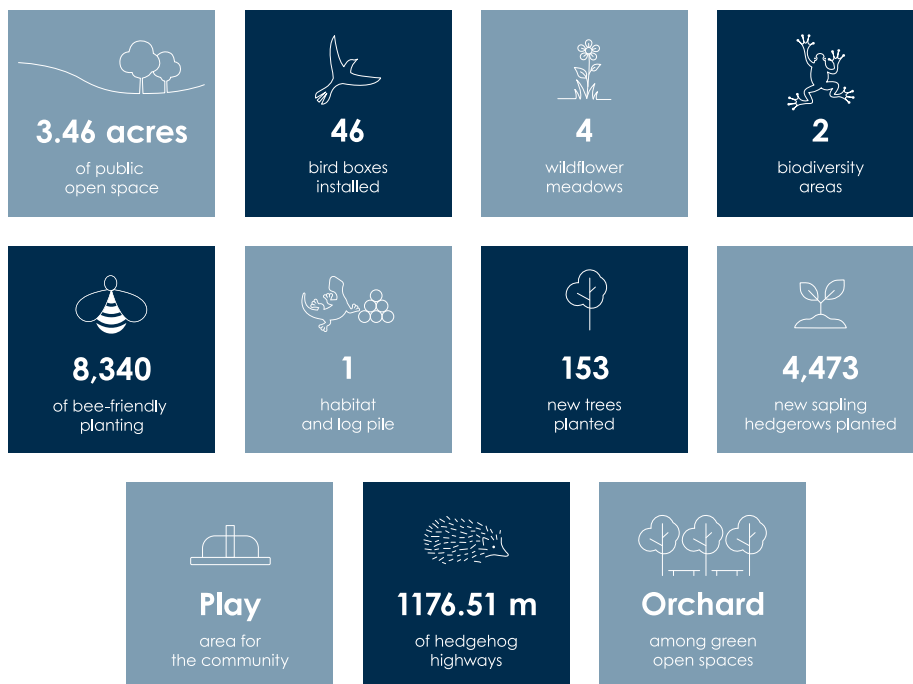 3.46 acres
of public
open space
46
bird boxes
installed
4
wildflower
meadows
2
biodiversity
areas
8,340
of bee-friendly
planting
1
habitat
and log pile
153
new trees
planted
4,473
new sapling
hedgerows planted
Play
area for
the community
1176.51 m
of hedgehog
highways
Orchard
among green
open spaces